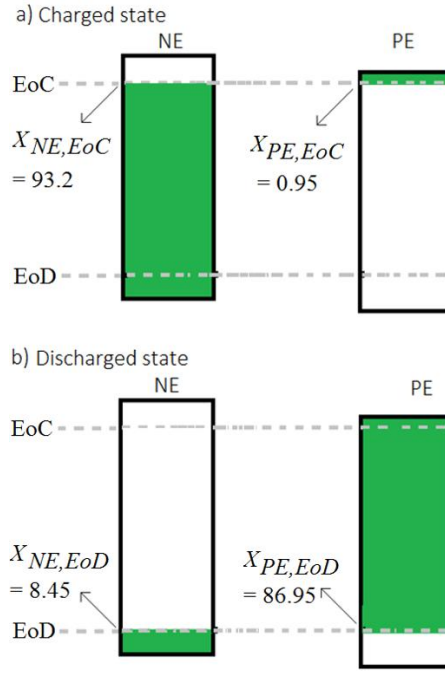 a) Charged state
NE PE
EoC
X_NE,EoC
= 93.2
X_PE,EoC
= 0.95
EoD
b) Discharged state
NE PE
EoC
X_NE,EoD
= 8.45
X_PE,EoD
= 86.95
EoD